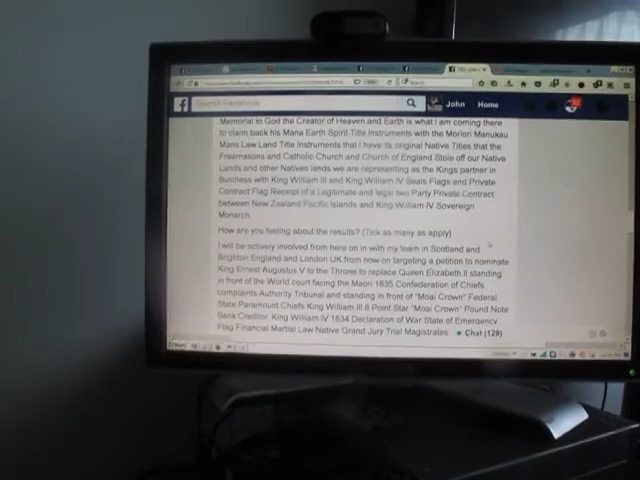 Search Facebook
John Home
Memorial to God the Creator of Heaven and Earth is what I am coming there
to claim back his Mana Earth Spirit Title Instruments with the Moriori Manukau
Mans Law Land Title Instruments that I have its original Native Titles that the
Freemasons and Catholic Church and Church of England Stole off our Native
Lands and other Natives lands we are representing as the Kings partner in
Business with King William III and King William IV Seals Flags and Private
Contract Flag Receipt of a Legitimate and legal two Party Private Contract
between New Zealand Pacific Islands and King William IV Sovereign
Monarch
How are you feeling about the results? (Tick as many as apply)
I will be actively involved from here on in with my team in Scotland and
Brighton England and London UK from now on targeting a petition to nominate
King Ernest Augustus V to the Throne to replace Queen Elizabeth II standing
in front of the World court facing the Maori 1835 Confederation of Chiefs
complaints Authority Tribunal and standing in front of "Moai Crown" Federal
State Paramount Chiefs King William III 8 Point Star "Moai Crown" Pound Note
Bank Creditor, King William IV 1834 Declaration of War State of Emergency
Flag Financial Martial Law Native Grand Jury Trial Magistrates
Chat (129)